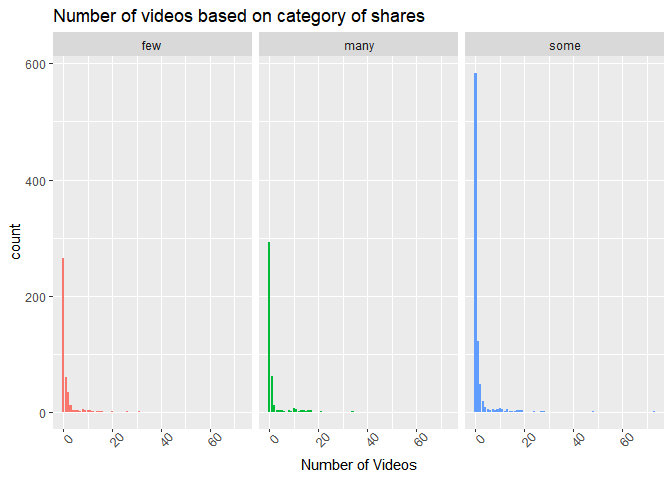 Number of videos based on category of shares
few many some
600
400
200
0
count
0 20 40 60 0 20 40 60 0 20 40 60
Number of Videos